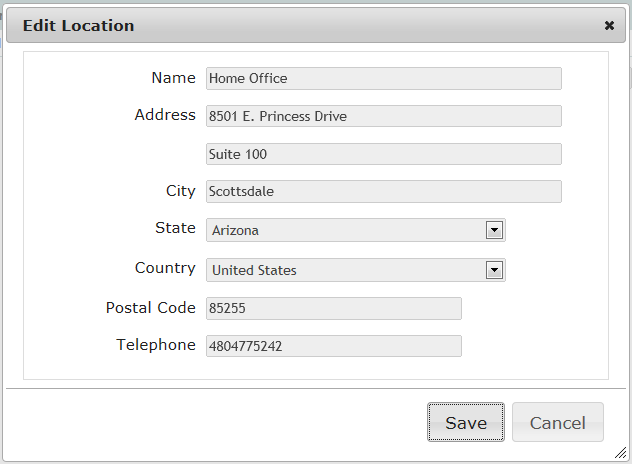 Edit Location
Name Home Office
Address 8501 E. Princess Drive
Suite 100
City Scottsdale
State Arizona
Country United States
Postal Code 85255
Telephone 4804775242
Save Cancel